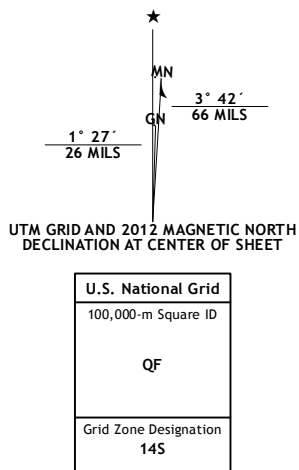 ★
MN
GN
3° 42´
66 MILS
1° 27´
26 MILS
UTM GRID AND 2012 MAGNETIC NORTH
DECLINATION AT CENTER OF SHEET
U.S. National Grid
100,000-m Square ID
QF
Grid Zone Designation
14S